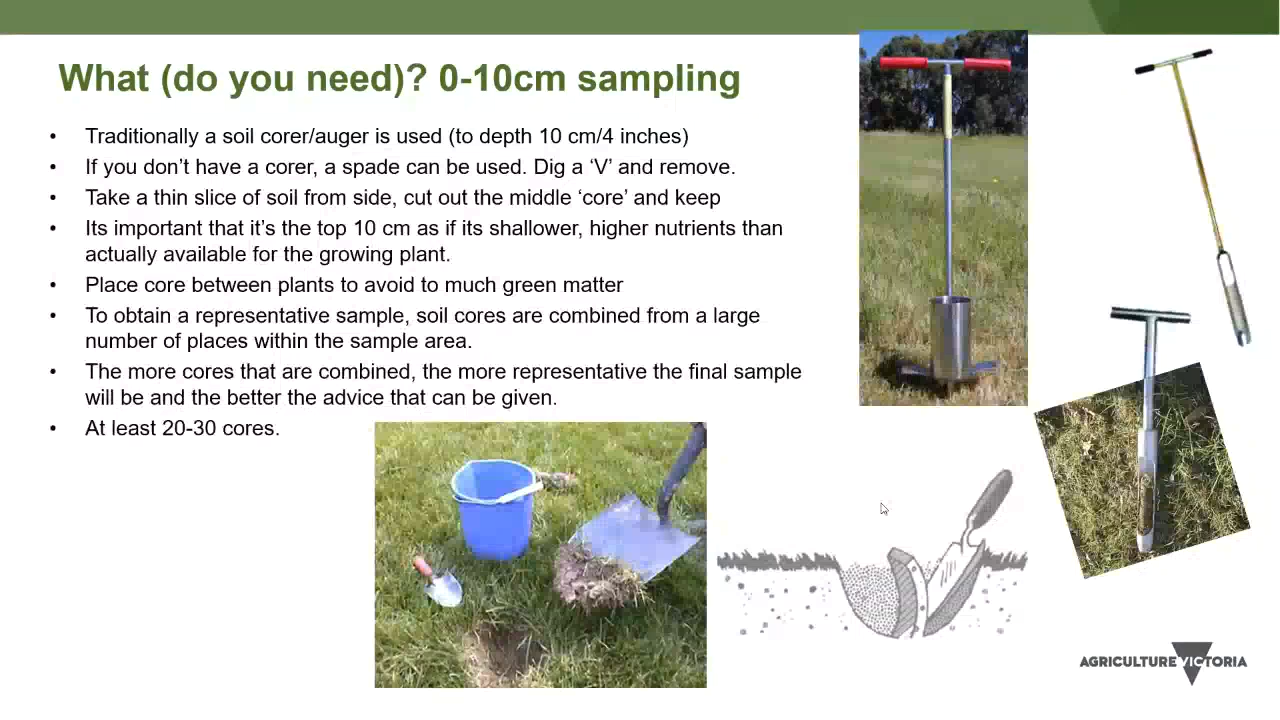 What (do you need)? 0-10cm sampling
• Traditionally a soil corer/auger is used (to depth 10 cm/4 inches)
• If you don’t have a corer, a spade can be used. Dig a ‘V’ and remove.
• Take a thin slice of soil from side, cut out the middle ‘core’ and keep
• Its important that it’s the top 10 cm as if its shallower, higher nutrients than
actually available for the growing plant.
• Place core between plants to avoid to much green matter
• To obtain a representative sample, soil cores are combined from a large
number of places within the sample area.
• The more cores that are combined, the more representative the final sample
will be and the better the advice that can be given.
• At least 20-30 cores.
AGRICULTURE VICTORIA